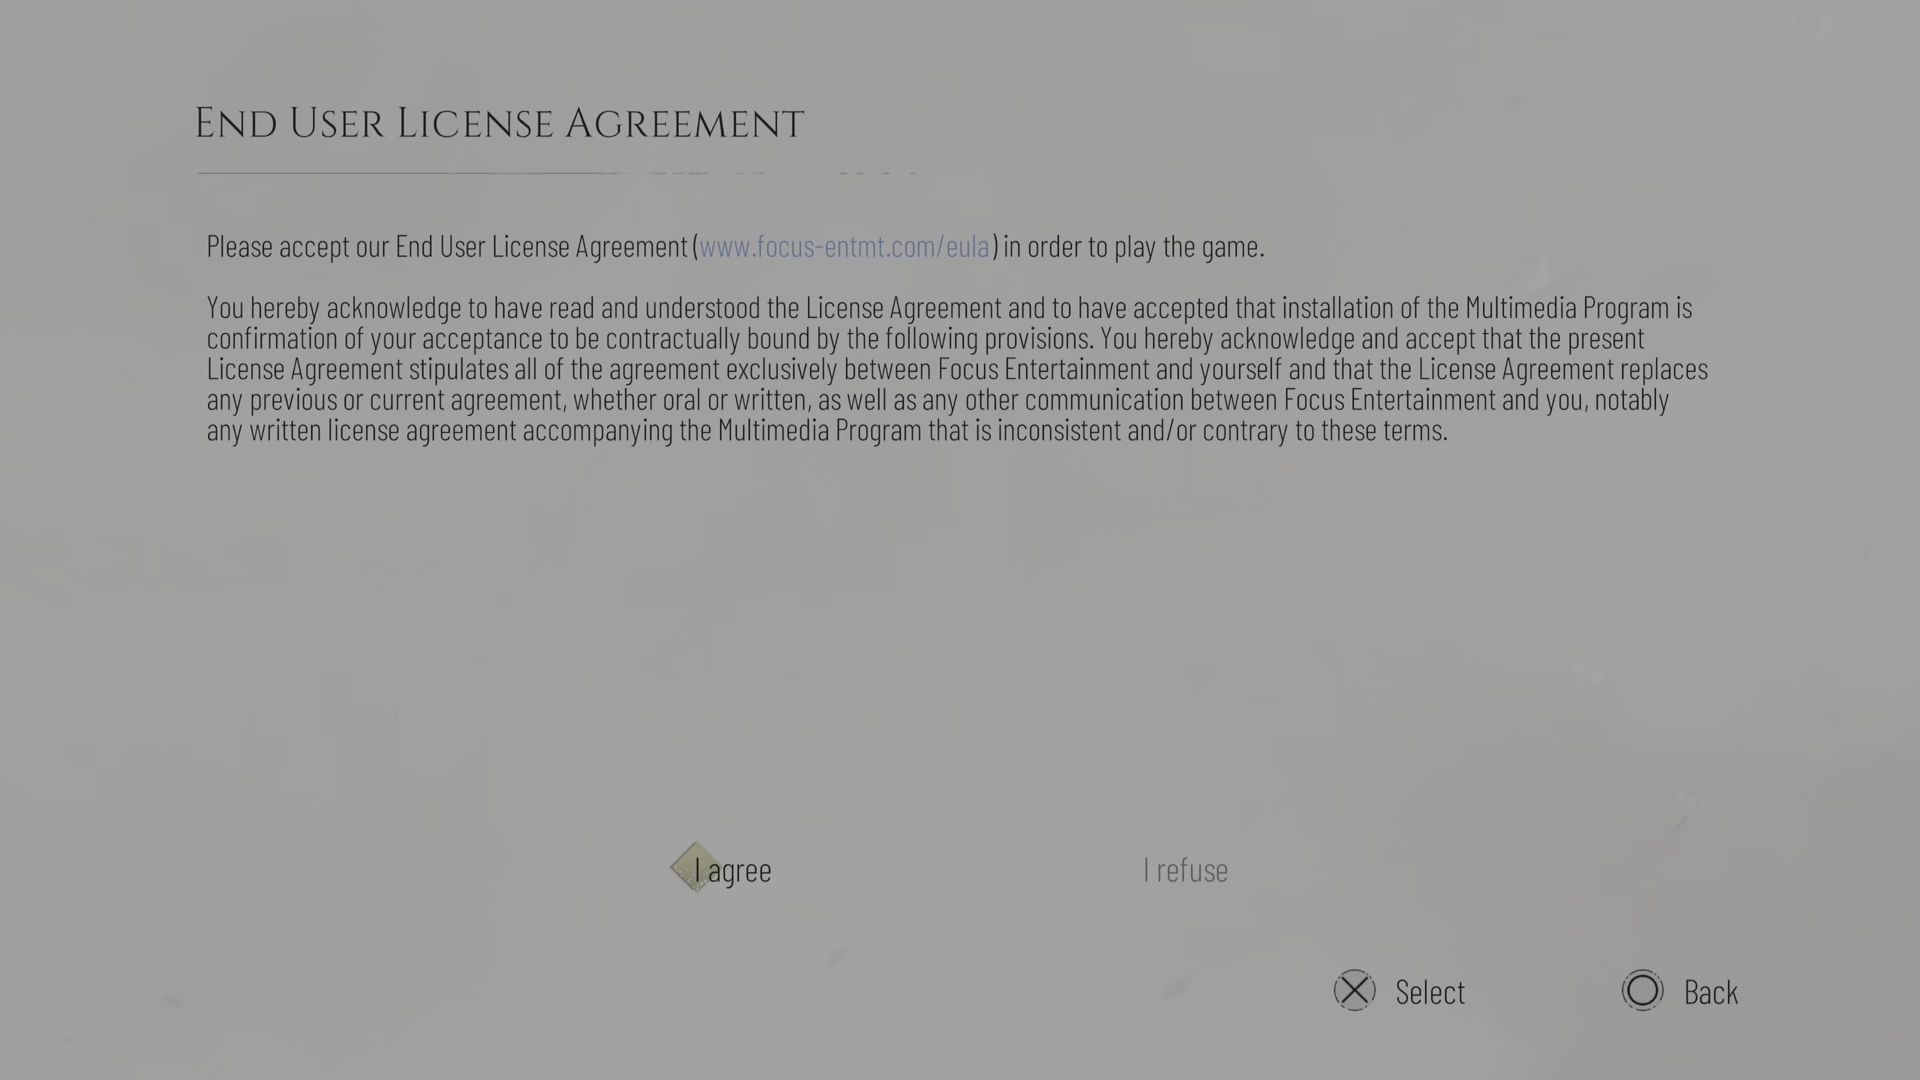 END USER LICENSE AGREEMENT
Please accept our End User License Agreement (www.focus-entmt.com/eula) in order to play the game.
You hereby acknowledge to have read and understood the License Agreement and to have accepted that installation of the Multimedia Program is
confirmation of your acceptance to be contractually bound by the following provisions. You hereby acknowledge and accept that the present
License Agreement stipulates all of the agreement exclusively between Focus Entertainment and yourself and that the License Agreement replaces
any previous or current agreement, whether oral or written, as well as any other communication between Focus Entertainment and you, notably
any written license agreement accompanying the Multimedia Program that is inconsistent and/or contrary to these terms.
I agree
I refuse
Select
Back